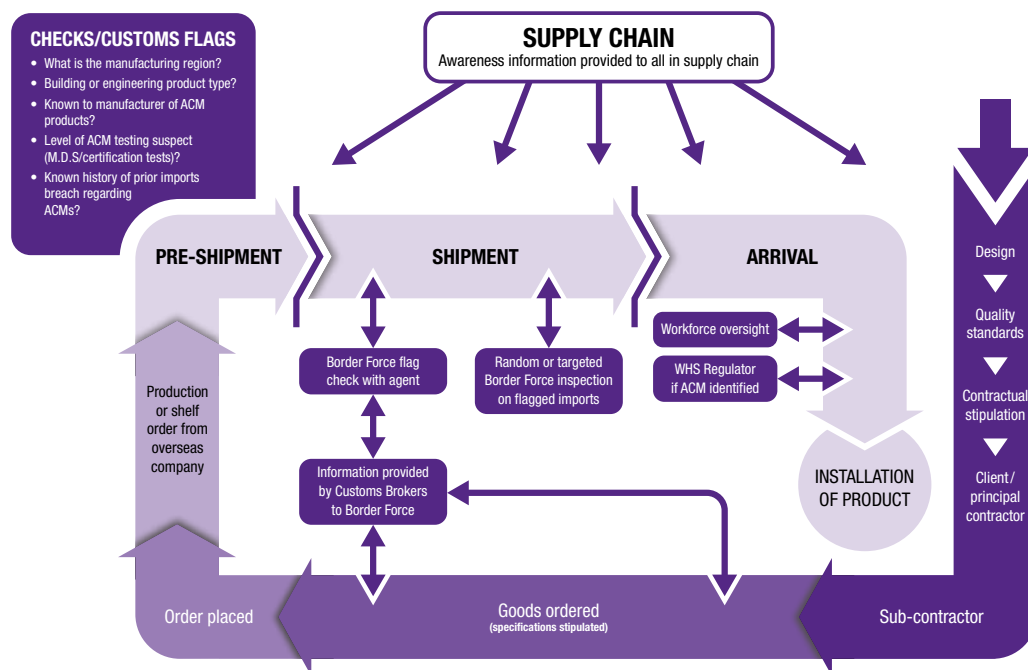 CHECKS/CUSTOMS FLAGS
• What is the manufacturing region?
• Building or engineering product type?
• Known to manufacturer of ACM
products?
• Level of ACM testing suspect
(M.D.S/certification tests)?
• Known history of prior imports
breach regarding
ACMs?
SUPPLY CHAIN
Awareness information provided to all in supply chain
PRE-SHIPMENT
SHIPMENT
ARRIVAL
Design
Quality
standards
Contractual
stipulation
Client/
principal
contractor
Workforce oversight
WHS Regulator
if ACM identified
Border Force flag
check with agent
Random or targeted
Border Force inspection
on flagged imports
Production
or shelf
order from
overseas
company
Information provided
by Customs Brokers
to Border Force
INSTALLATION
OF PRODUCT
Order placed
Goods ordered
(specifications stipulated)
Sub-contractor